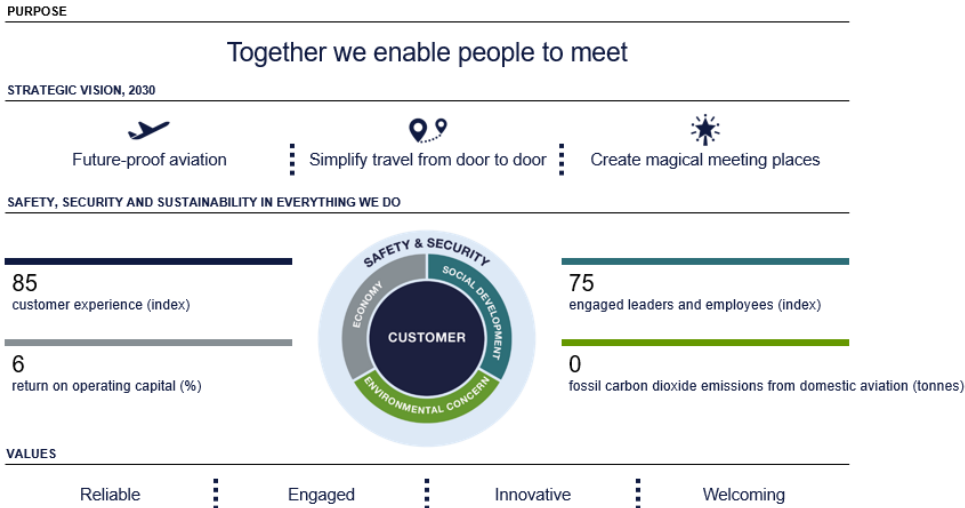 PURPOSE
Together we enable people to meet
STRATEGIC VISION, 2030
Future-proof aviation
Simplify travel from door to door
Create magical meeting places
SAFETY, SECURITY AND SUSTAINABILITY IN EVERYTHING WE DO
85
customer experience (index)
6
return on operating capital (%)
SAFETY & SECURITY
ECONOMY
SOCIAL DEVELOPMENT
CUSTOMER
ENVIRONMENTAL CONCERN
75
engaged leaders and employees (index)
0
fossil carbon dioxide emissions from domestic aviation (tonnes)
VALUES
Reliable
Engaged
Innovative
Welcoming